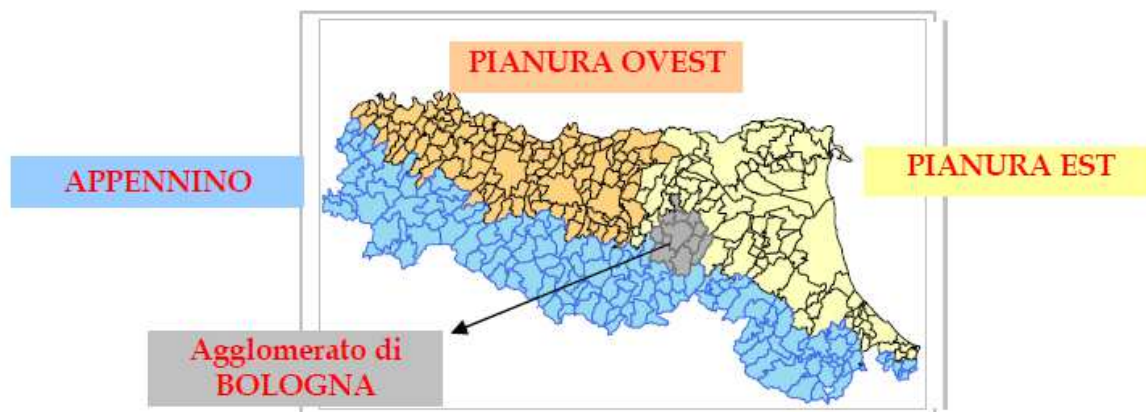 PIANURA OVEST
APPENNINO
PIANURA EST
Agglomerato di
BOLOGNA